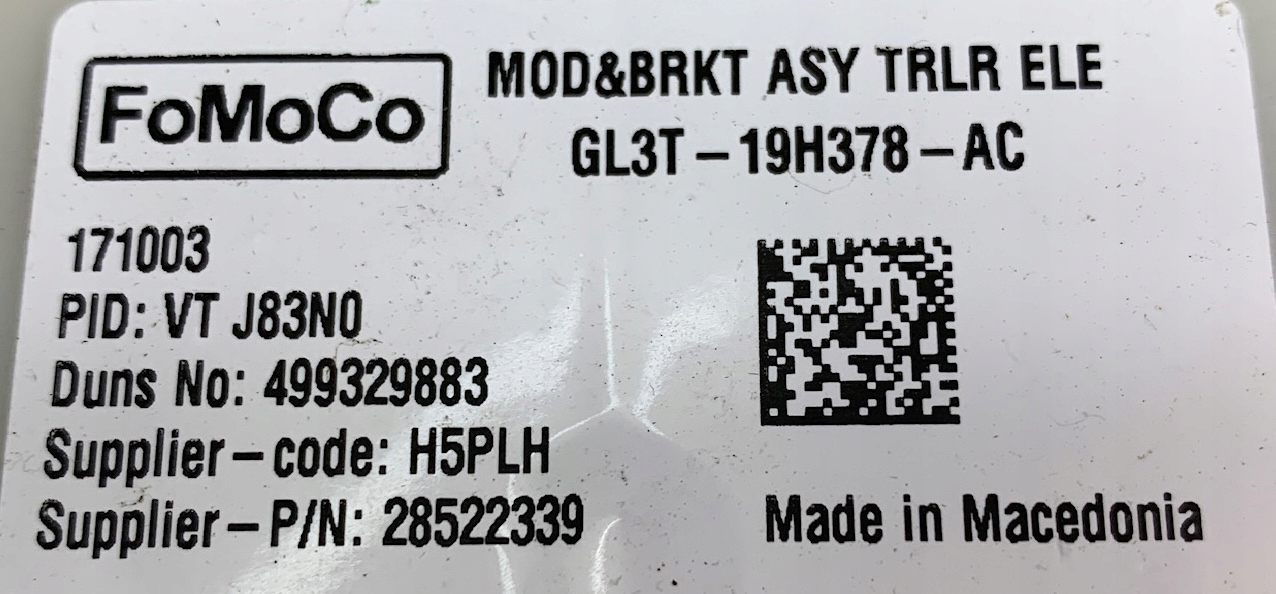 FoMoCo
MOD&BRKT ASY TRLR ELE
GL3T-19H378-AC
171003
PID: VT J83N0
Duns No: 499329883
Supplier-code: H5PLH
Supplier-P/N: 28522339
Made in Macedonia